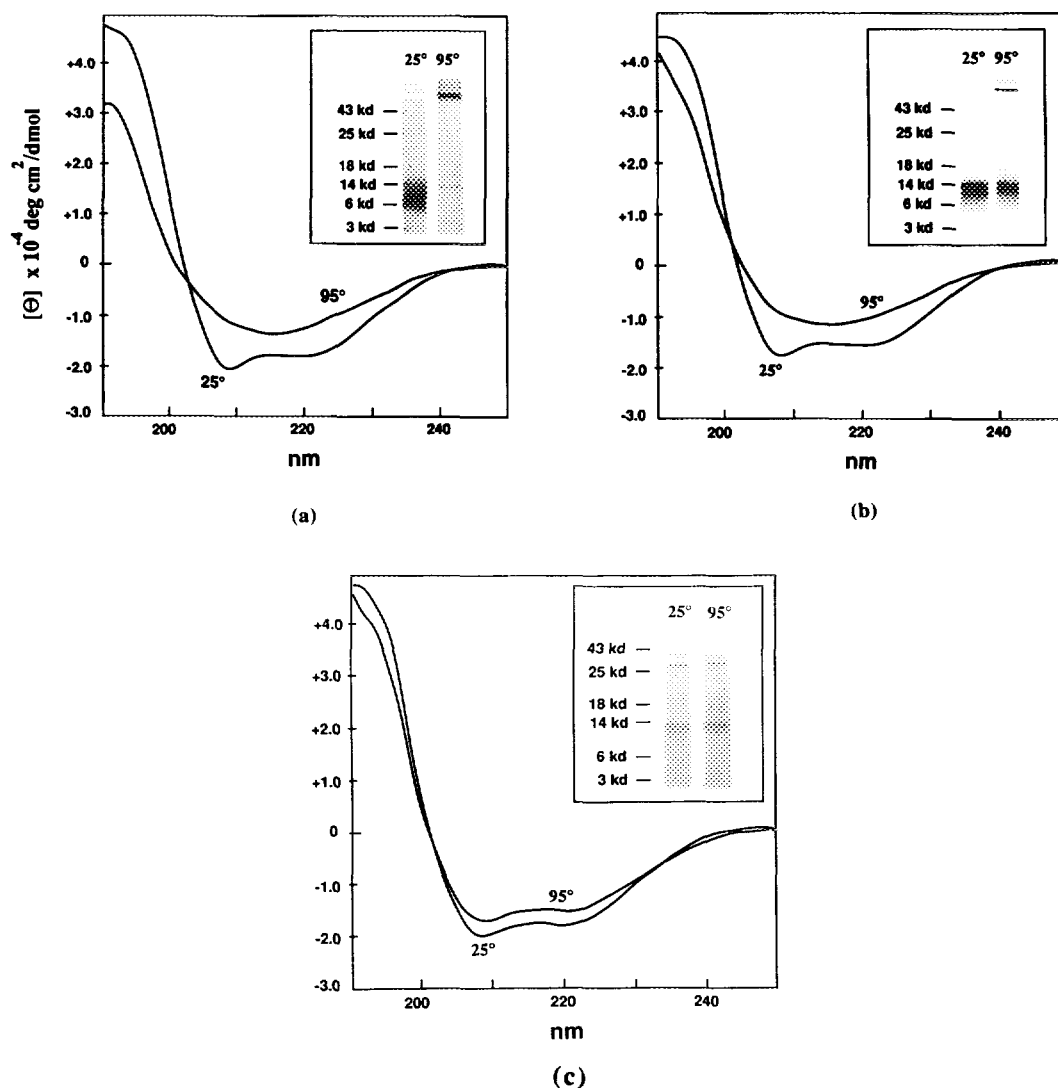 [Θ] x 10⁻⁴ deg cm²/dmol
+4.0
+3.0
+2.0
+1.0
0
-1.0
-2.0
-3.0
25° 95°
43 kd
25 kd
18 kd
14 kd
6 kd
3 kd
95°
25°
200 220 240
nm
(a)
+4.0
+3.0
+2.0
+1.0
0
-1.0
-2.0
-3.0
25° 95°
43 kd
25 kd
18 kd
14 kd
6 kd
3 kd
95°
25°
200 220 240
nm
(b)
+4.0
+3.0
+2.0
+1.0
0
-1.0
-2.0
-3.0
25° 95°
43 kd
25 kd
18 kd
14 kd
6 kd
3 kd
95°
25°
200 220 240
nm
(c)